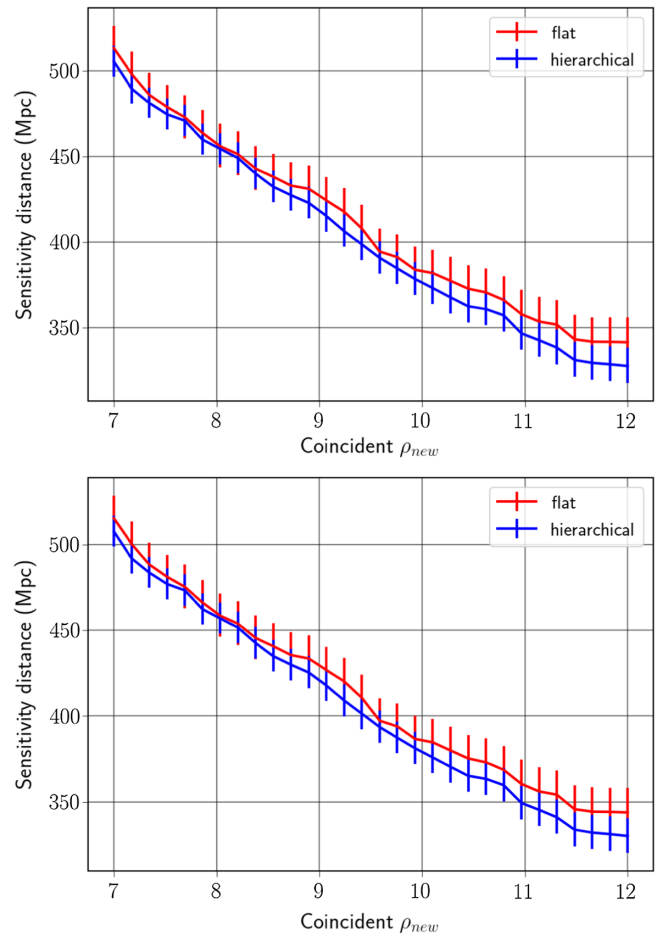 flat
hierarchical
500
450
400
350
Sensitivity distance (Mpc)
7 8 9 10 11 12
Coincident ρnew
flat
hierarchical
500
450
400
350
Sensitivity distance (Mpc)
7 8 9 10 11 12
Coincident ρnew